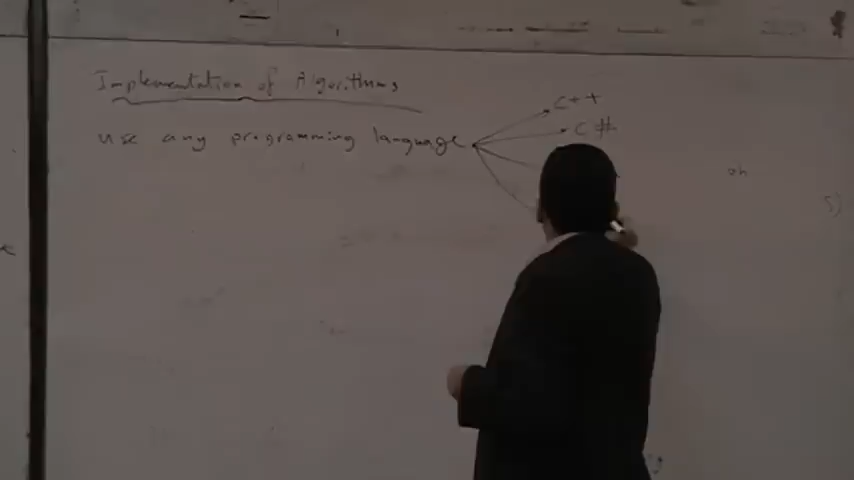 Implementation of Algorithms
use any programming language
C++
C#